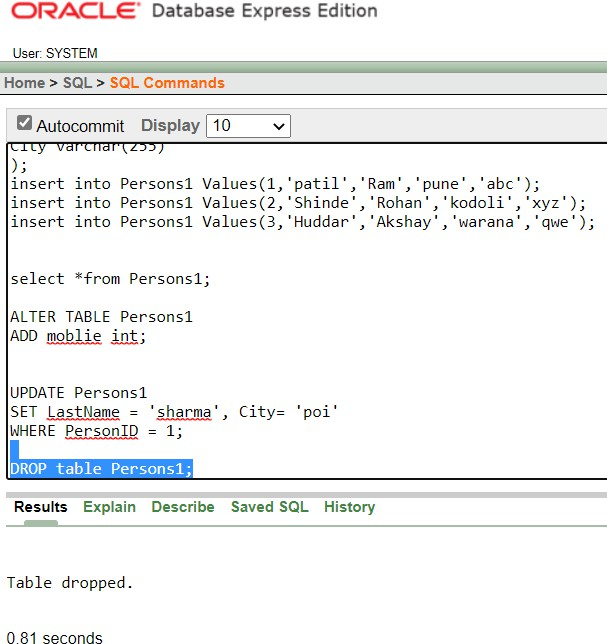 ORACLE® Database Express Edition
User: SYSTEM
Home > SQL > SQL Commands
Autocommit Display 10
City varchar(255)
);
insert into Persons1 Values(1,'patil','Ram','pune','abc');
insert into Persons1 Values(2,'Shinde','Rohan','kodoli','xyz');
insert into Persons1 Values(3,'Huddar','Akshay','warana','qwe');
select *from Persons1;
ALTER TABLE Persons1
ADD moblie int;
UPDATE Persons1
SET LastName = 'sharma', City= 'poi'
WHERE PersonID = 1;
DROP table Persons1;
Results Explain Describe Saved SQL History
Table dropped.
0.81 seconds